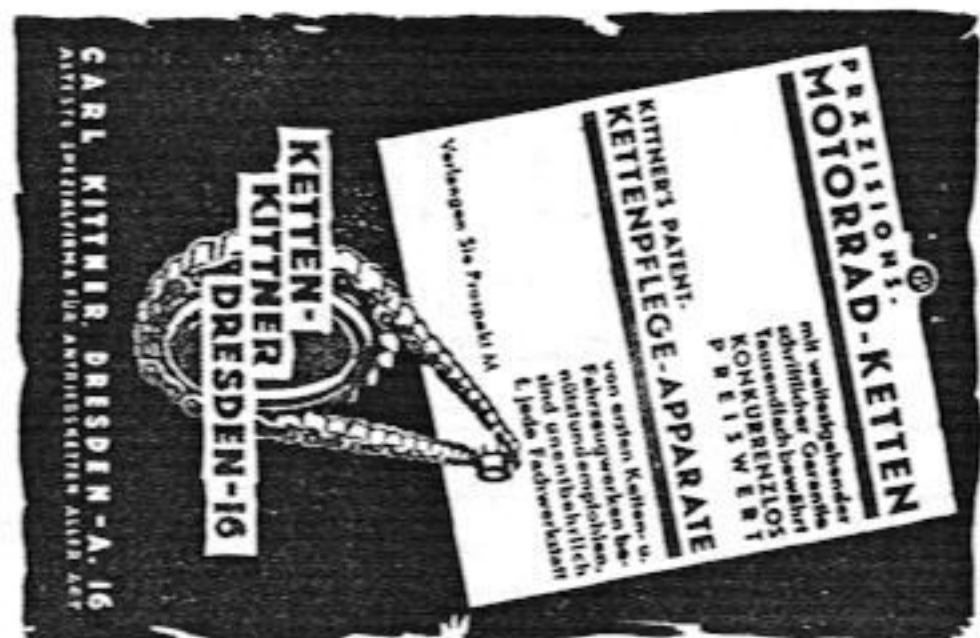 PRÄZISIONS-
MOTORRAD-KETTEN
mit weitestgehender
schriftlicher Garantie
Tausendfach bewährt
KONKURRENZLOS
PREISWERT
KITTNER'S PATENT-
KETTENPFLEGE-APPARATE
von ersten Ketten- u.
Fahrzeugwerken be-
nützt und empfohlen,
sind unentbehrlich
f. jede Fachwerkstatt
Verlangen Sie Prospekt M
KETTEN-
KITTNER
DRESDEN-16
CARL KITTNER, DRESDEN-A. 16
ÄLTESTE SPEZIALFIRMA FÜR ANTRIEBSKETTEN ALLER ART